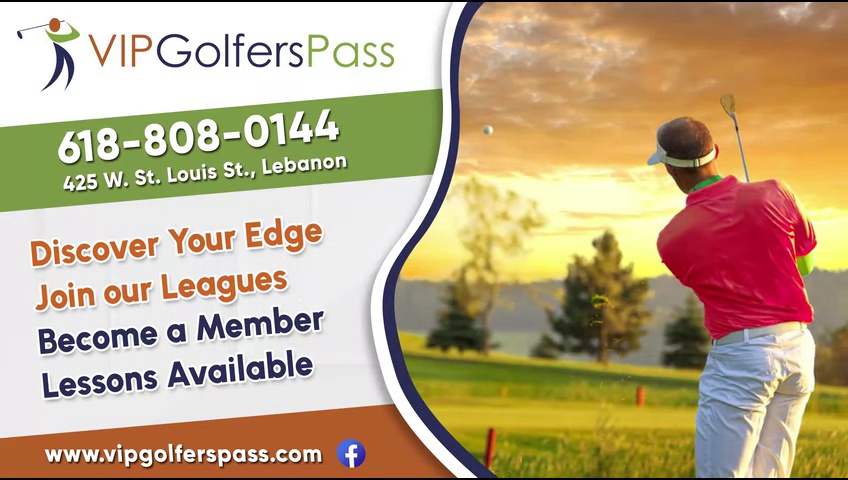 VIPGolfersPass
618-808-0144
425 W. St. Louis St., Lebanon
Discover Your Edge
Join our Leagues
Become a Member
Lessons Available
www.vipgolferspass.com